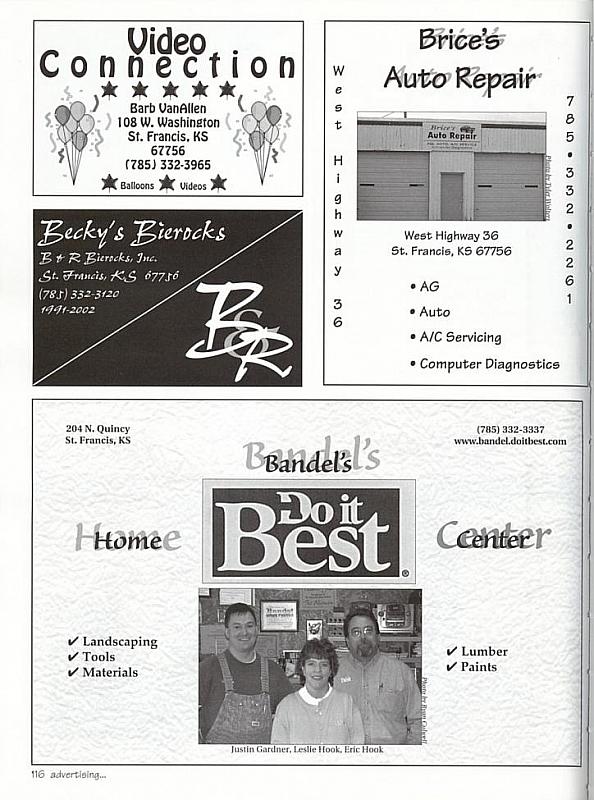 Video
Connection
Barb VanAllen
108 W. Washington
St. Francis, KS
67756
(785) 332-3965
Balloons Videos
Brice's
Auto Repair
West Highway 36
785•332•2261
Brice's
Auto Repair
Photo by Tyler Wolters
West Highway 36
St. Francis, KS 67756
• AG
• Auto
• A/C Servicing
• Computer Diagnostics
Becky's Bierocks
B & R Bierocks, Inc.
St. Francis, KS 67756
(785) 332-3120
1991-2002
B&R
204 N. Quincy
St. Francis, KS
(785) 332-3337
www.bandel.doitbest.com
Bandel's
Do it
Best®
Home
Center
✔ Landscaping
✔ Tools
✔ Materials
✔ Lumber
✔ Paints
Justin Gardner, Leslie Hook, Eric Hook
116 advertising...